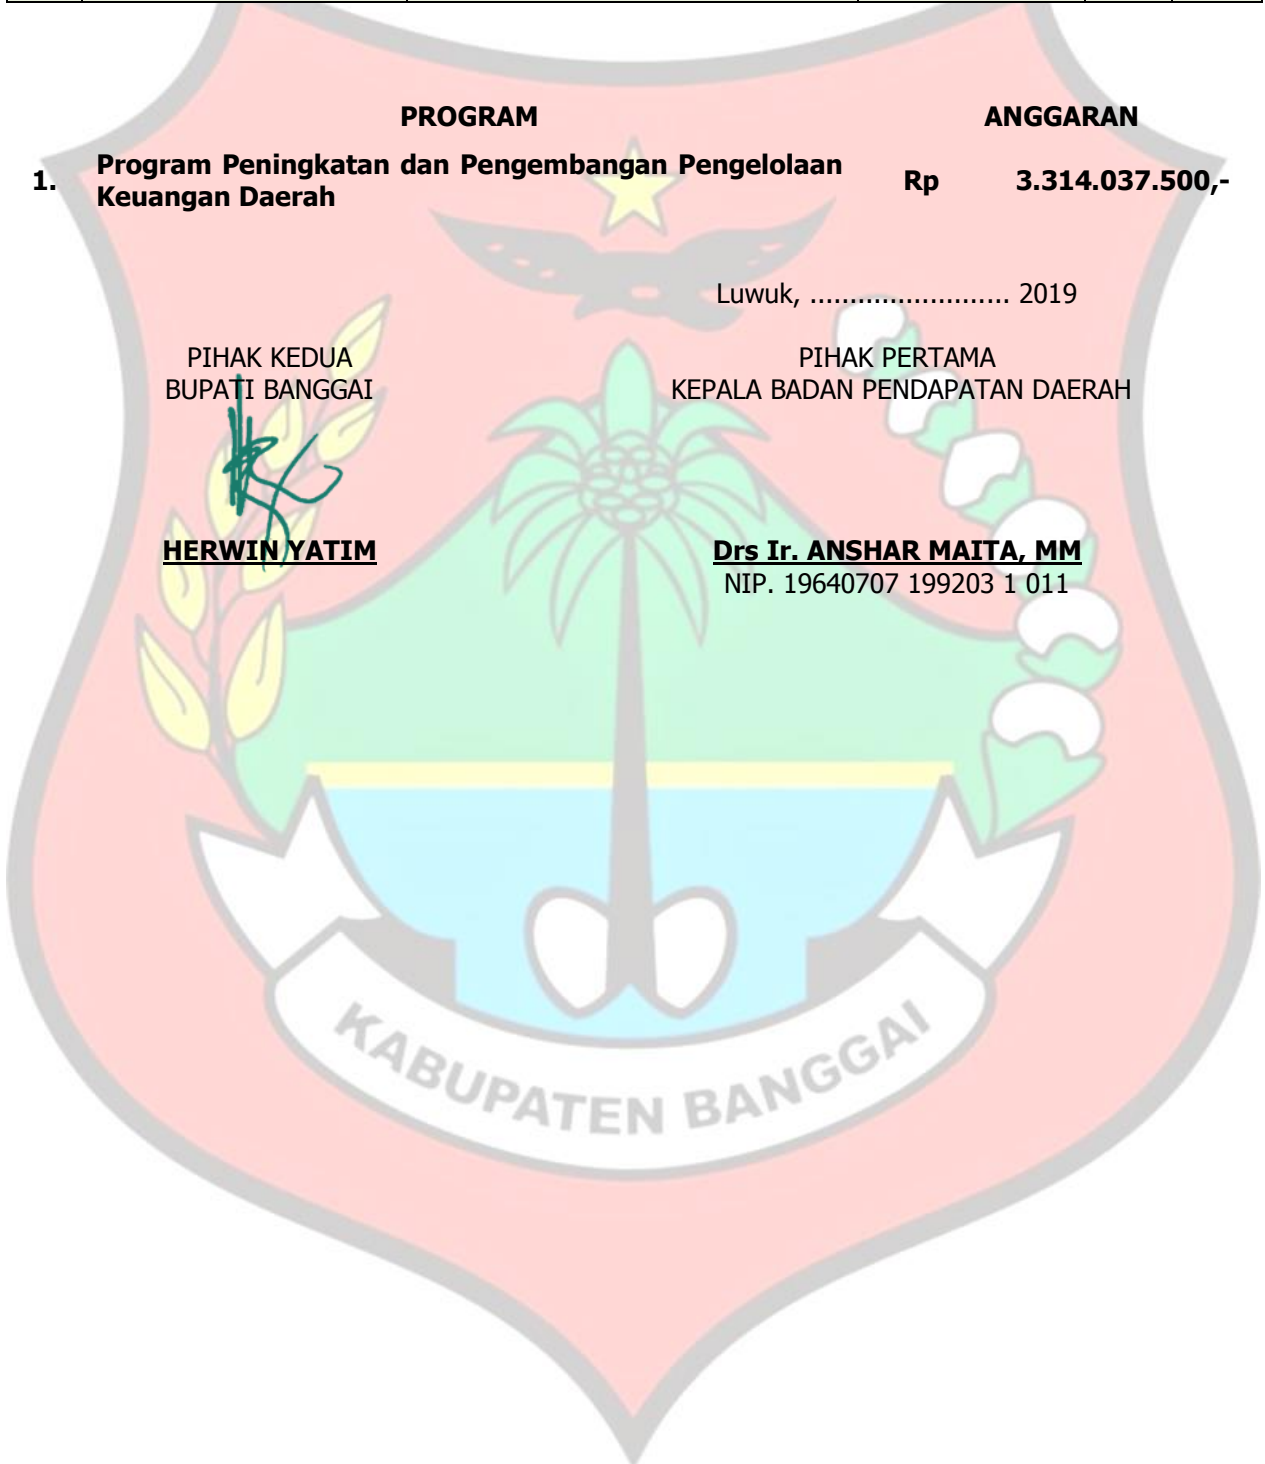 PROGRAM ANGGARAN
1. Program Peningkatan dan Pengembangan Pengelolaan
Keuangan Daerah Rp 3.314.037.500,-
Luwuk, ......................... 2019
PIHAK KEDUA
BUPATI BANGGAI
HERWIN YATIM
PIHAK PERTAMA
KEPALA BADAN PENDAPATAN DAERAH
Drs Ir. ANSHAR MAITA, MM
NIP. 19640707 199203 1 011
KABUPATEN BANGGAI